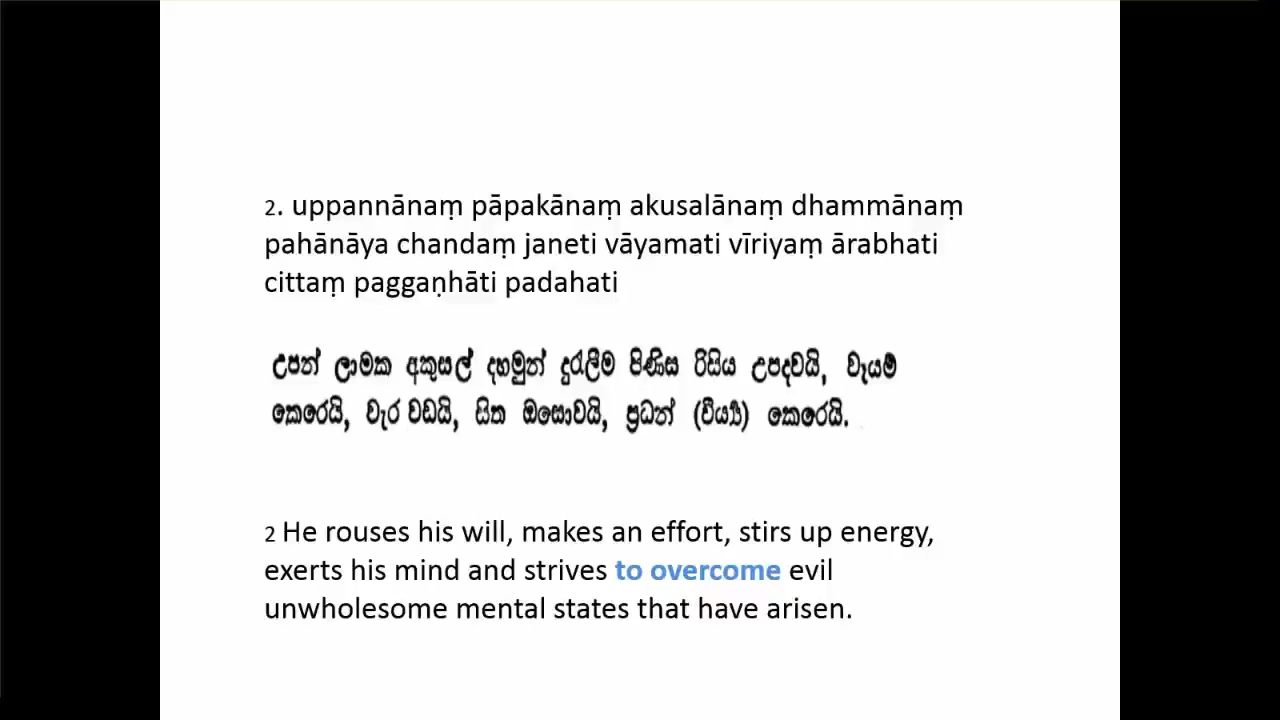 2. uppannānaṃ pāpakānaṃ akusalānaṃ dhammānaṃ
pahānāya chandaṃ janeti vāyamati vīriyaṃ ārabhati
cittaṃ paggaṇhāti padahati
උපන් ලාමක අකුසල් දහමුන් දුරැලීම පිණිස රිසිය උපදවයි, වෑයම්
කෙරෙයි, වැර වඩයි, සිත ඔසොවයි, ප්‍රධන් (වීර්‍ය්‍ය) කෙරෙයි.
2 He rouses his will, makes an effort, stirs up energy,
exerts his mind and strives to overcome evil
unwholesome mental states that have arisen.